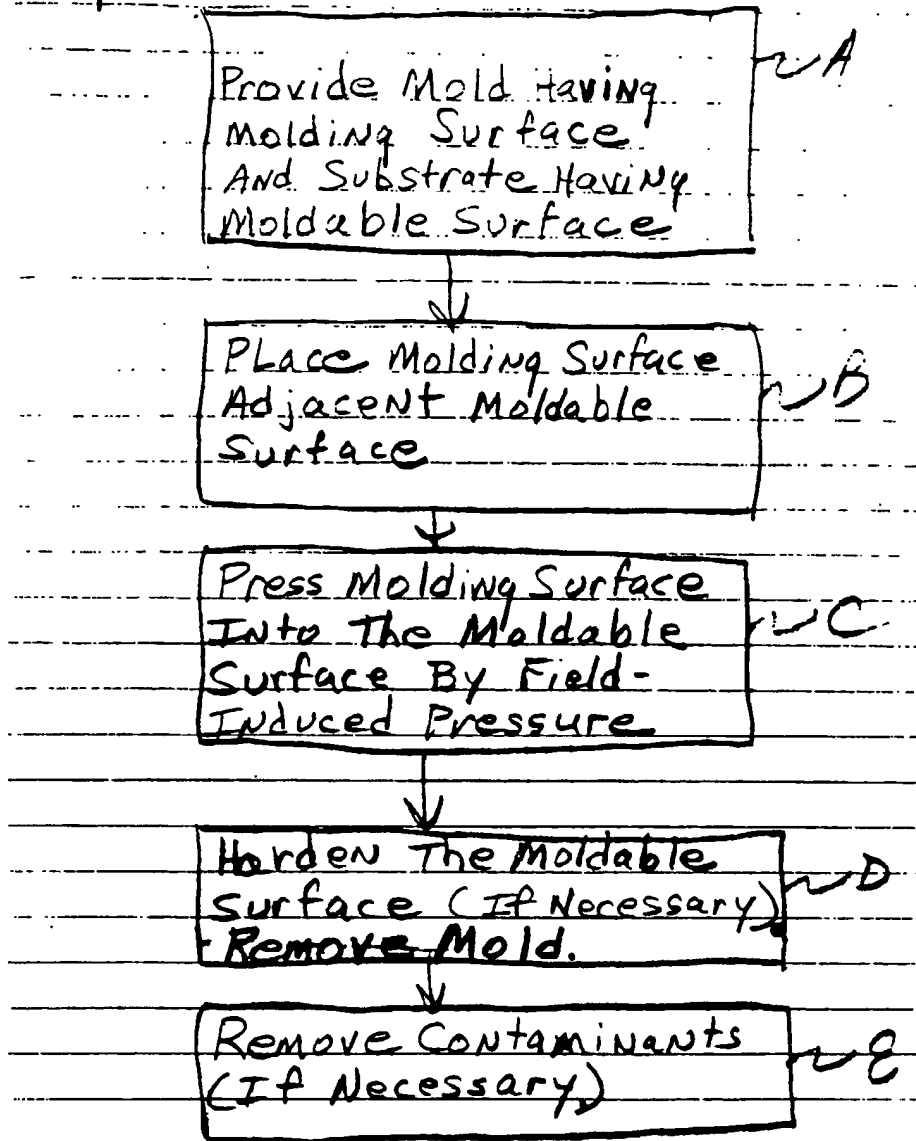 Provide Mold Having
Molding Surface
And Substrate Having
Moldable Surface
A
Place Molding Surface
Adjacent Moldable
Surface
B
Press Molding Surface
Into The Moldable
Surface By Field-
Induced Pressure
C
Harden The Moldable
Surface (If Necessary)
Remove Mold.
D
Remove Contaminants
(If Necessary)
E